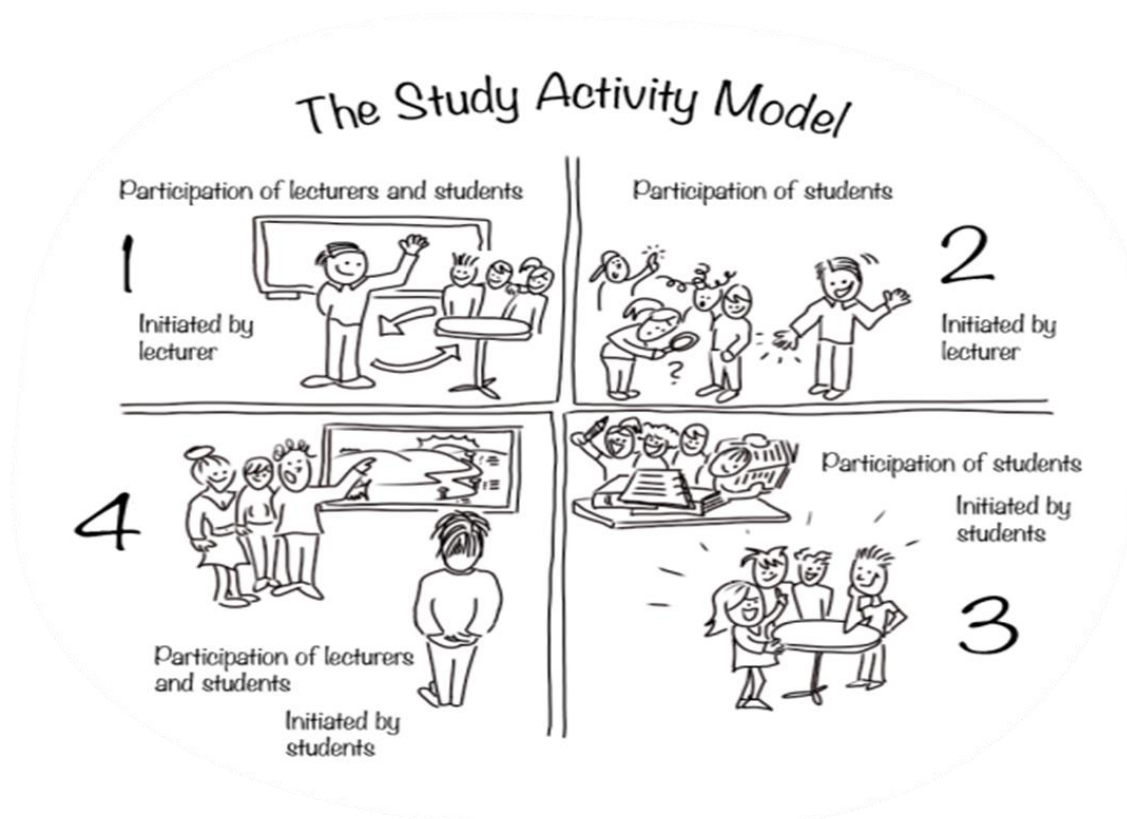 The Study Activity Model
Participation of lecturers and students
1
Initiated by
lecturer
Participation of students
2
Initiated by
lecturer
4
Participation of lecturers
and students
Initiated by
students
Participation of students
Initiated by
students
3
?